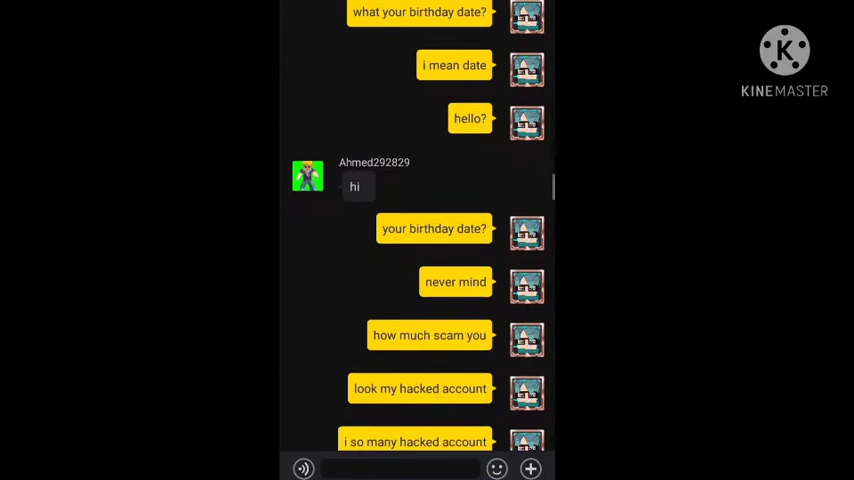 what your birthday date?
KINEMASTER
i mean date
hello?
Ahmed292829
hi
your birthday date?
never mind
how much scam you
look my hacked account
i so many hacked account